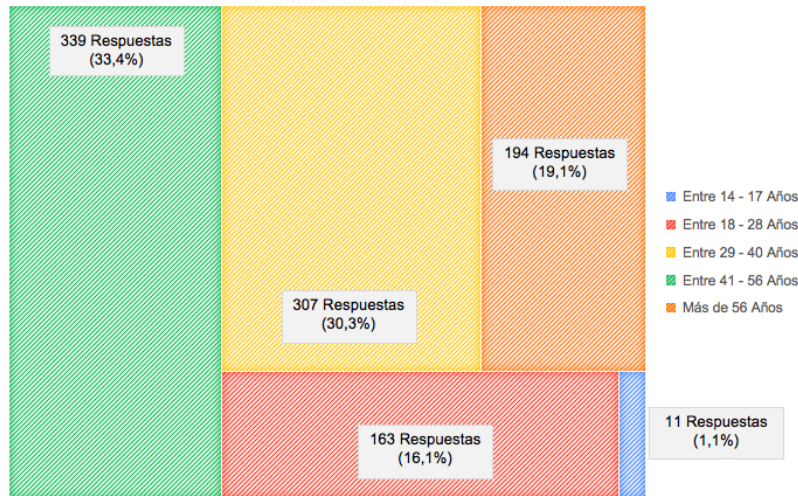 339 Respuestas
(33,4%)
194 Respuestas
(19,1%)
307 Respuestas
(30,3%)
163 Respuestas
(16,1%)
11 Respuestas
(1,1%)
Entre 14 - 17 Años
Entre 18 - 28 Años
Entre 29 - 40 Años
Entre 41 - 56 Años
Más de 56 Años